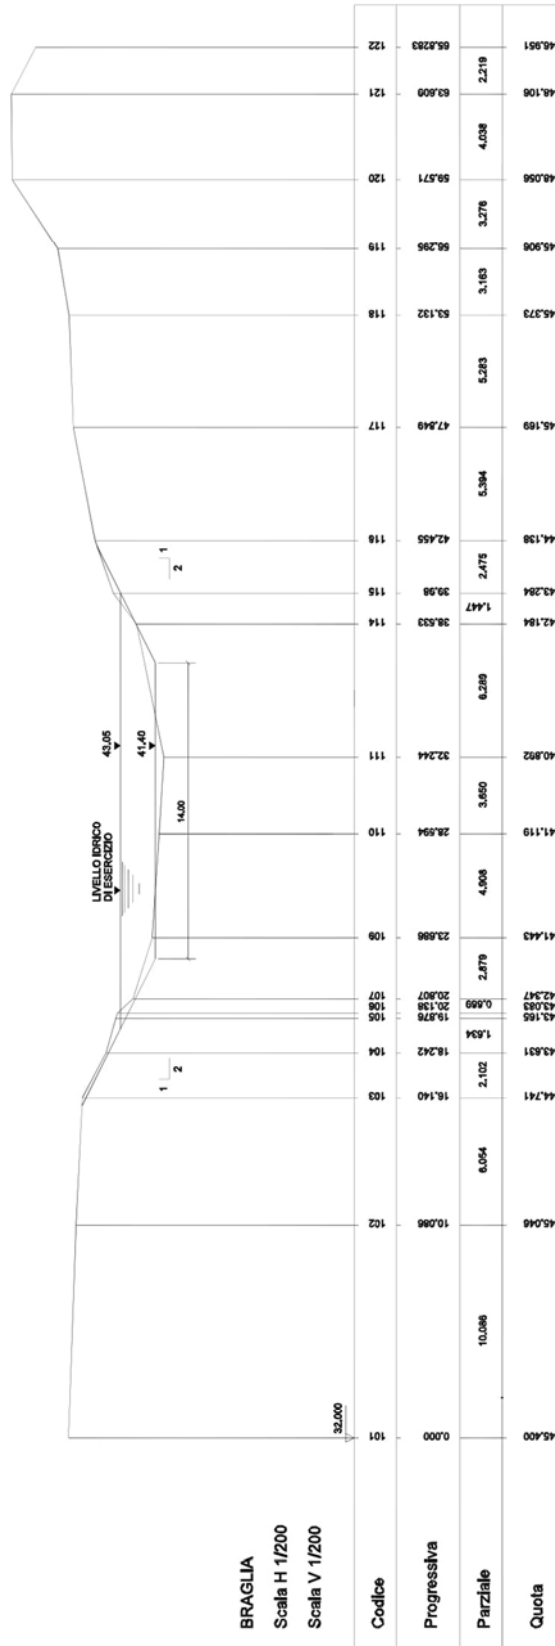 LIVELLO IDRICO
DI ESERCIZIO
43,05
41,40
14.00
1
2
1
2
32.000
BRAGLIA
Scala H 1/200
Scala V 1/200
Codice 101 102 103 104 105 106 107 109 110 111 114 115 116 117 118 119 120 121 122
Progressiva 0,000 10,086 16,140 18,242 19,876 20,138 20,807 23,686 28,594 32,244 38,533 39,98 42,455 47,849 53,132 56,295 59,571 63,609 65,8283
Parziale 10.086 6.054 2.102 1.634 0.669 2.879 4.908 3.650 6.289 1.447 2.475 5.394 5.283 3.163 3.276 4.038 2.219
Quota 45,400 45,046 44,741 43,631 43,165 43,083 42,347 41,443 41,119 40,892 42,184 43,284 44,138 45,169 45,373 45,906 48,056 48,106 46,951